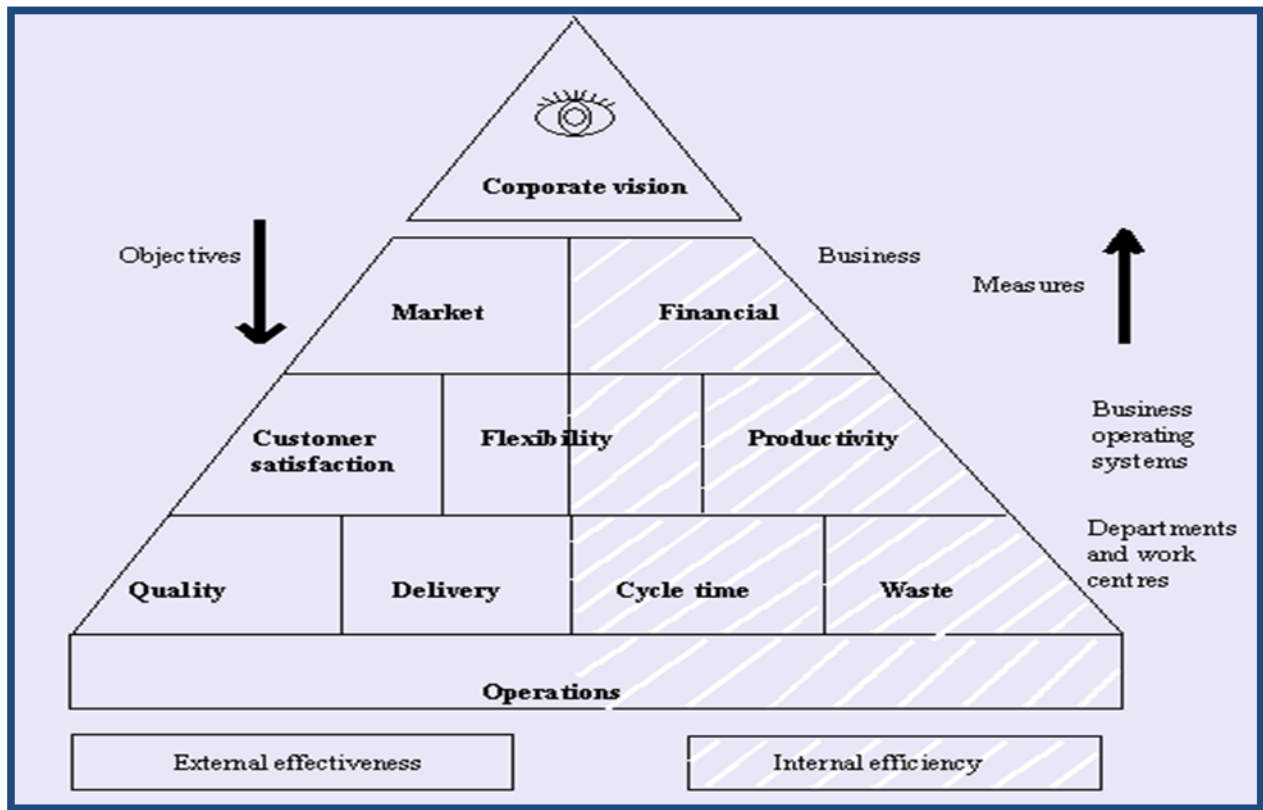 Corporate vision
Objectives
Business
Measures
Market
Financial
Business
operating
systems
Customer
satisfaction
Flexibility
Productivity
Departments
and work
centres
Quality
Delivery
Cycle time
Waste
Operations
External effectiveness
Internal efficiency